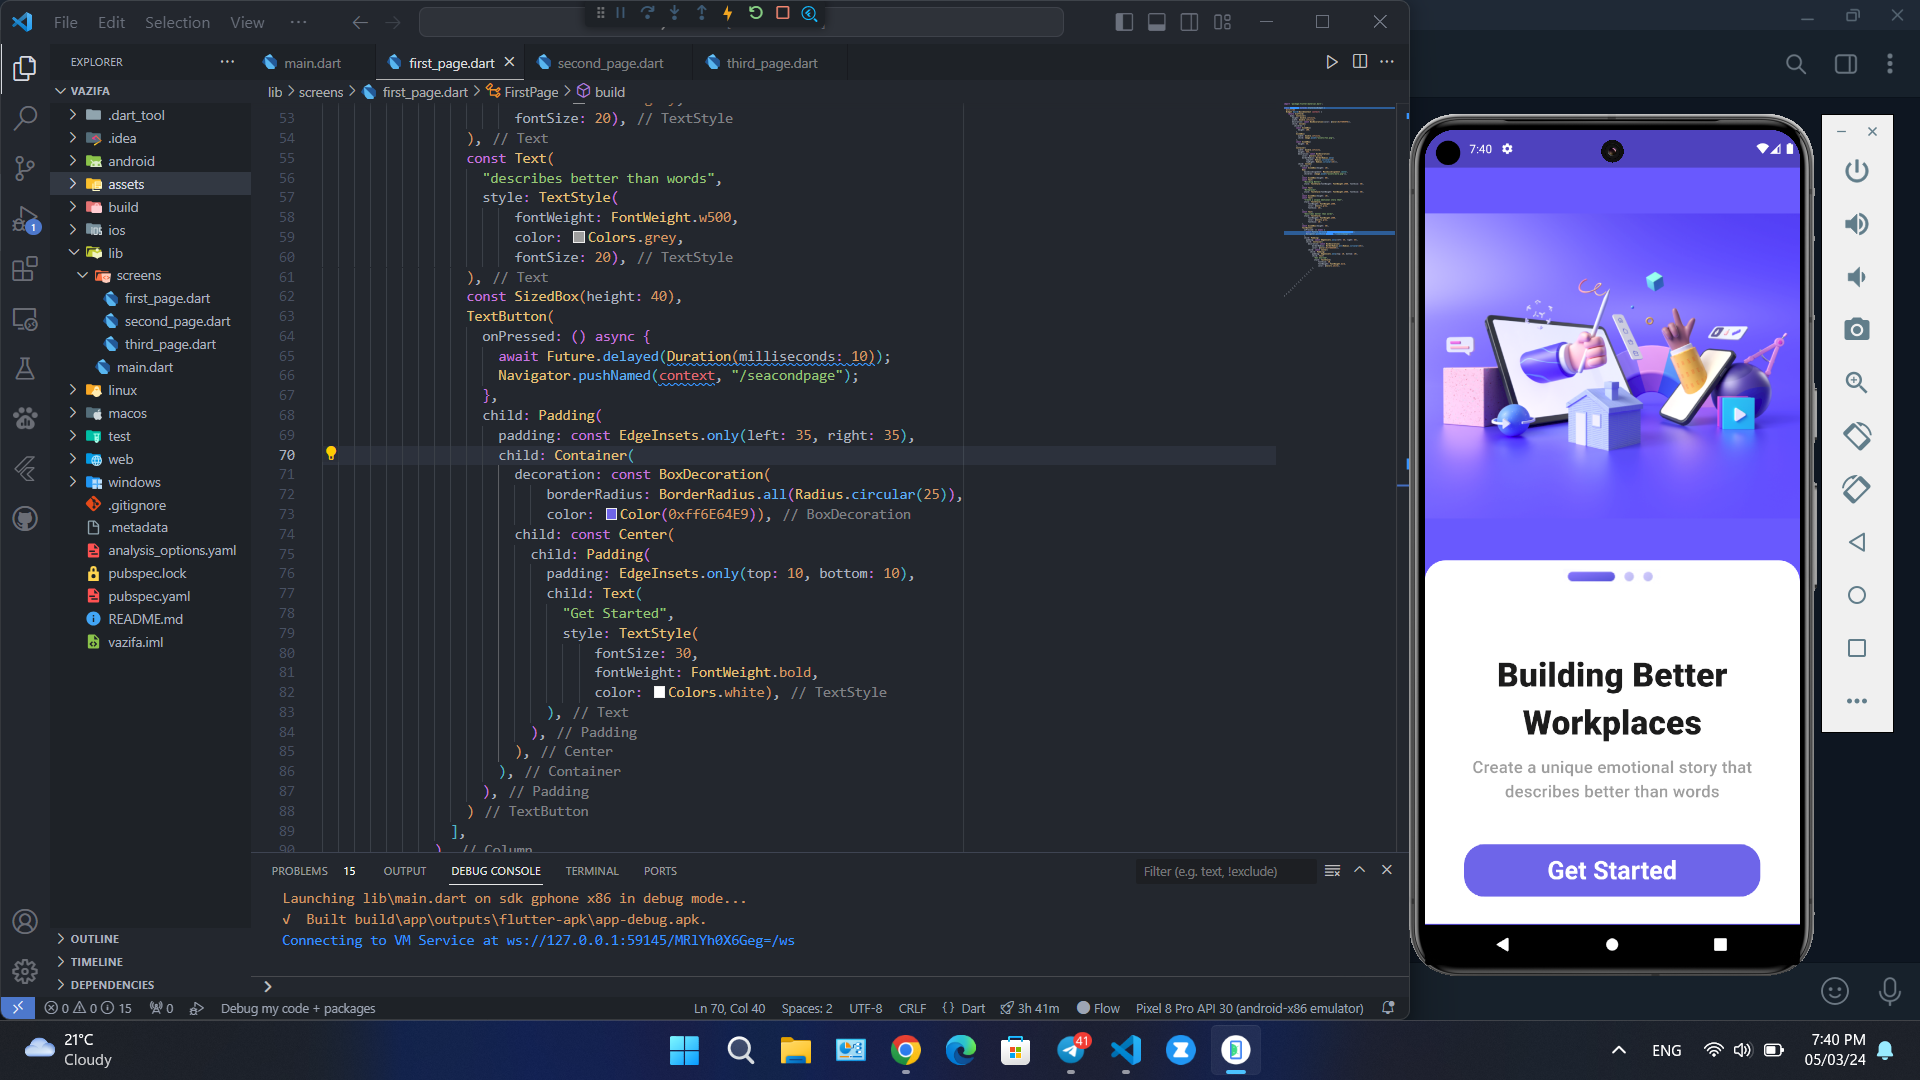 File Edit Selection View
EXPLORER
VAZIFA
.dart_tool
.idea
android
assets
build
ios
lib
screens
first_page.dart
second_page.dart
third_page.dart
main.dart
linux
macos
test
web
windows
.gitignore
.metadata
analysis_options.yaml
pubspec.lock
pubspec.yaml
README.md
vazifa.iml
OUTLINE
TIMELINE
DEPENDENCIES
1
main.dart first_page.dart second_page.dart third_page.dart
lib > screens > first_page.dart > FirstPage > build
53 fontSize: 20), // TextStyle
54 ), // Text
55 const Text(
56 "describes better than words",
57 style: TextStyle(
58 fontWeight: FontWeight.w500,
59 color: Colors.grey,
60 fontSize: 20), // TextStyle
61 ), // Text
62 const SizedBox(height: 40),
63 TextButton(
64 onPressed: () async {
65 await Future.delayed(Duration(milliseconds: 10));
66 Navigator.pushNamed(context, "/seacondpage");
67 },
68 child: Padding(
69 padding: const EdgeInsets.only(left: 35, right: 35),
70 child: Container(
71 decoration: const BoxDecoration(
72 borderRadius: BorderRadius.all(Radius.circular(25)),
73 color: Color(0xff6E64E9)), // BoxDecoration
74 child: const Center(
75 child: Padding(
76 padding: EdgeInsets.only(top: 10, bottom: 10),
77 child: Text(
78 "Get Started",
79 style: TextStyle(
80 fontSize: 30,
81 fontWeight: FontWeight.bold,
82 color: Colors.white), // TextStyle
83 ), // Text
84 ), // Padding
85 ), // Center
86 ), // Container
87 ), // Padding
88 ) // TextButton
89 ],
90 ), // Column
PROBLEMS 15 OUTPUT DEBUG CONSOLE TERMINAL PORTS
Filter (e.g. text, !exclude)
Launching lib\main.dart on sdk gphone x86 in debug mode...
√ Built build\app\outputs\flutter-apk\app-debug.apk.
Connecting to VM Service at ws://127.0.0.1:59145/MRlYh0X6Geg=/ws
0 0 15 0 Debug my code + packages
Ln 70, Col 40 Spaces: 2 UTF-8 CRLF {} Dart 3h 41m Flow Pixel 8 Pro API 30 (android-x86 emulator)
7:40
Building Better
Workplaces
Create a unique emotional story that
describes better than words
Get Started
21°C
Cloudy
41
ENG
7:40 PM
05/03/24